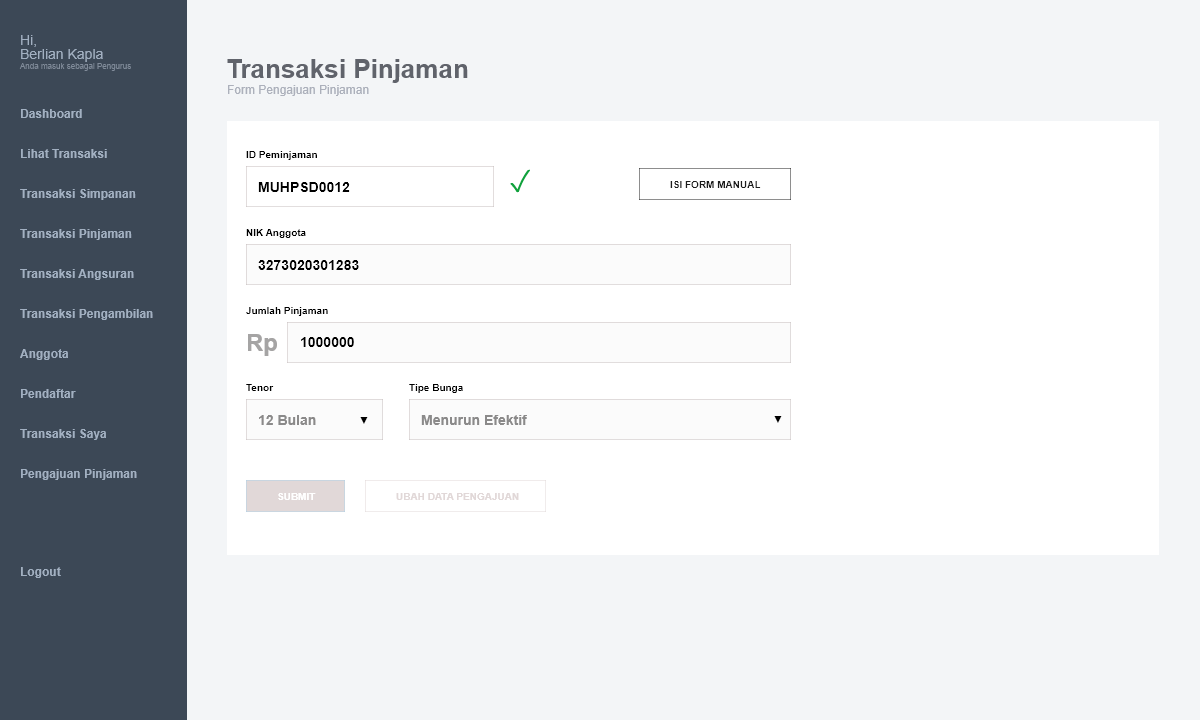 Hi,
Berlian Kapla
Anda masuk sebagai Pengurus
Dashboard
Lihat Transaksi
Transaksi Simpanan
Transaksi Pinjaman
Transaksi Angsuran
Transaksi Pengambilan
Anggota
Pendaftar
Transaksi Saya
Pengajuan Pinjaman
Logout
Transaksi Pinjaman
Form Pengajuan Pinjaman
ID Peminjaman
MUHPSD0012
ISI FORM MANUAL
NIK Anggota
3273020301283
Jumlah Pinjaman
Rp 1000000
Tenor Tipe Bunga
12 Bulan Menurun Efektif
SUBMIT UBAH DATA PENGAJUAN